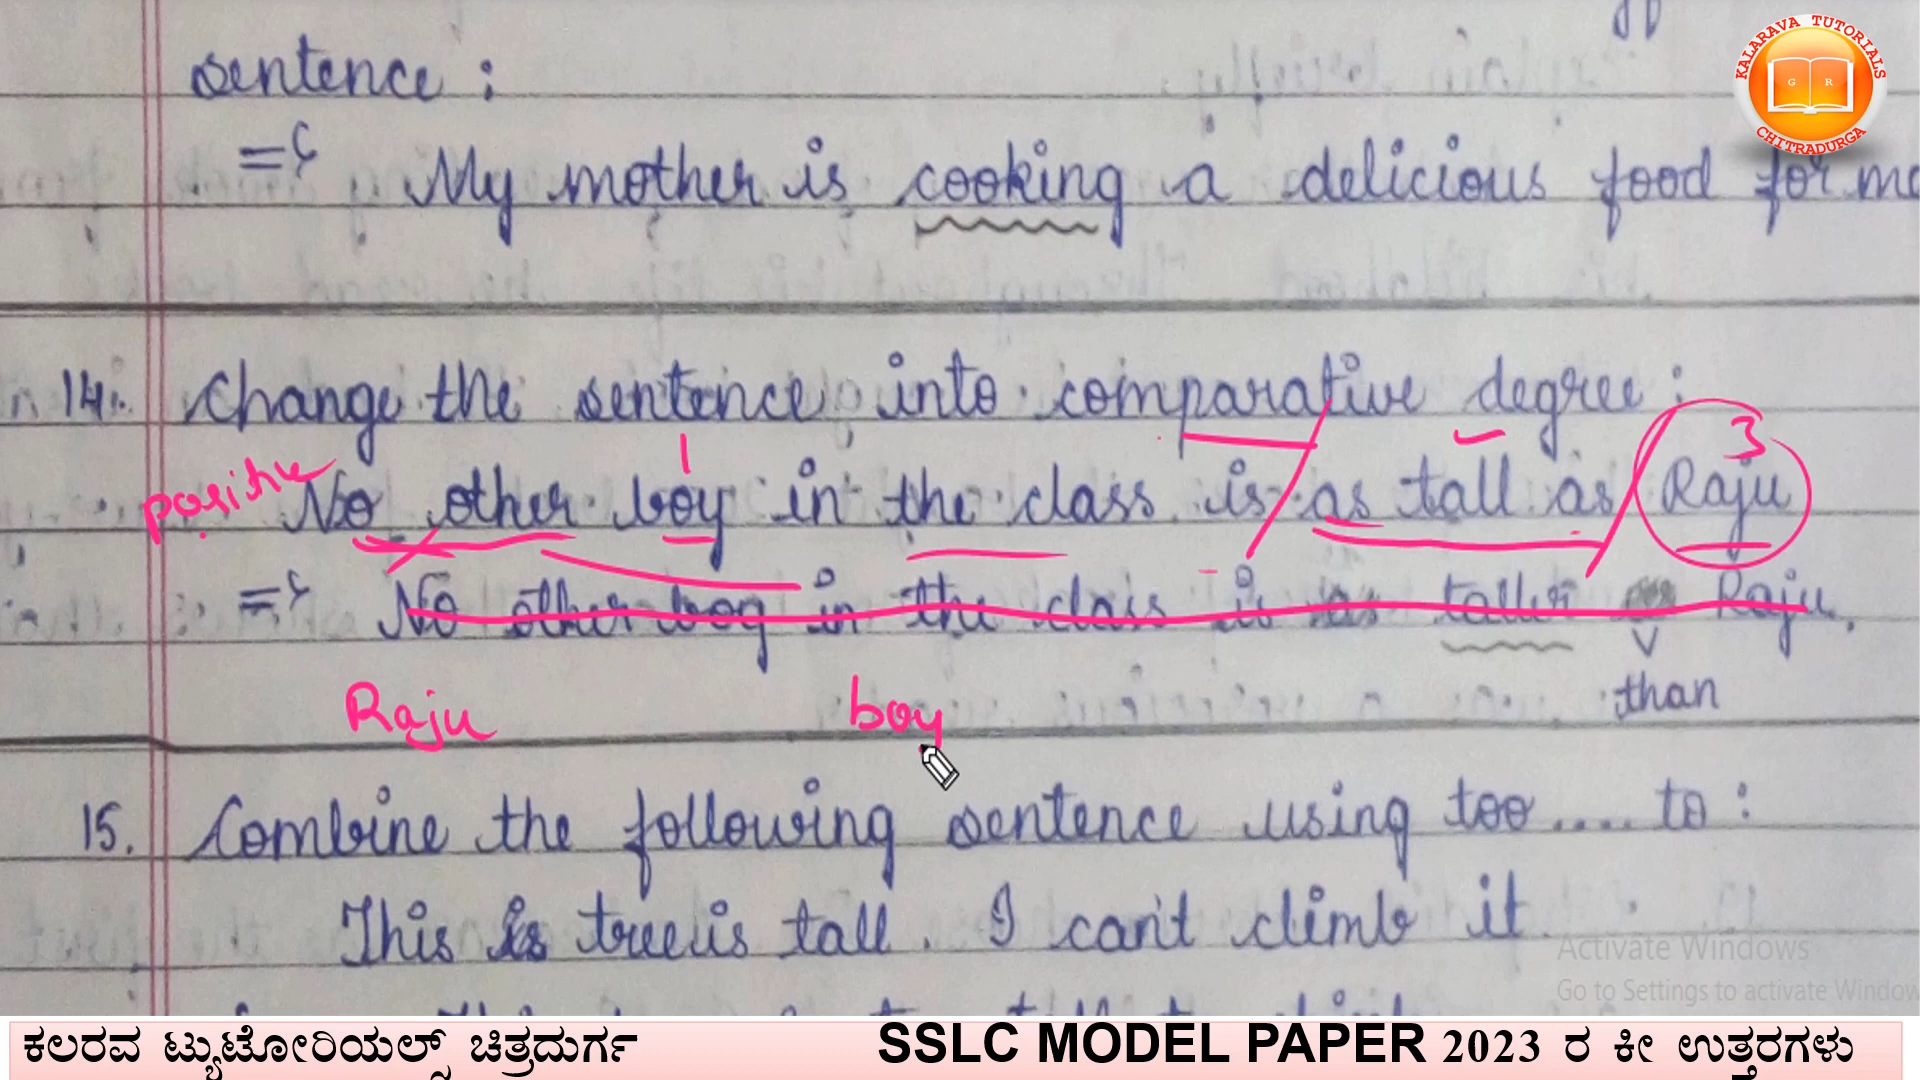 KALARAVA TUTORIALS
G R
CHITRADURGA
sentence :
=> My mother is cooking a delicious food for me
14. Change the sentence into comparative degree :
3
positive No other boy in the class is as tall as Raju
=> No other boy in the class is as taller Raju.
than
Raju boy
15. Combine the following sentence using too .... to :
This is tree is tall. I can't climb it
Activate Windows
Go to Settings to activate Window
ಕಲರವ ಟ್ಯುಟೋರಿಯಲ್ಸ್ ಚಿತ್ರದುರ್ಗ SSLC MODEL PAPER 2023 ರ ಕೀ ಉತ್ತರಗಳು